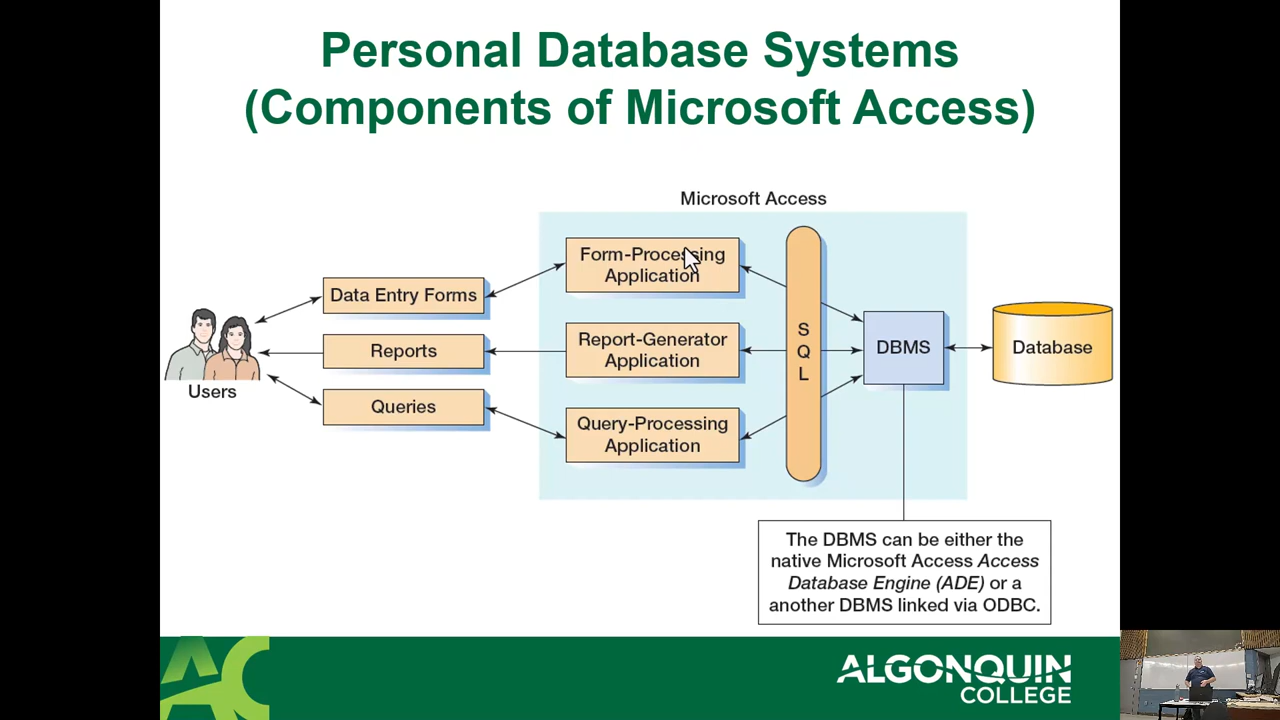 Personal Database Systems
(Components of Microsoft Access)
Microsoft Access
Form-Processing
Application
Data Entry Forms
Report-Generator
Application
Reports
Users
Queries
Query-Processing
Application
S
Q
L
DBMS
Database
The DBMS can be either the
native Microsoft Access Access
Database Engine (ADE) or a
another DBMS linked via ODBC.
AC
ALGONQUIN
COLLEGE